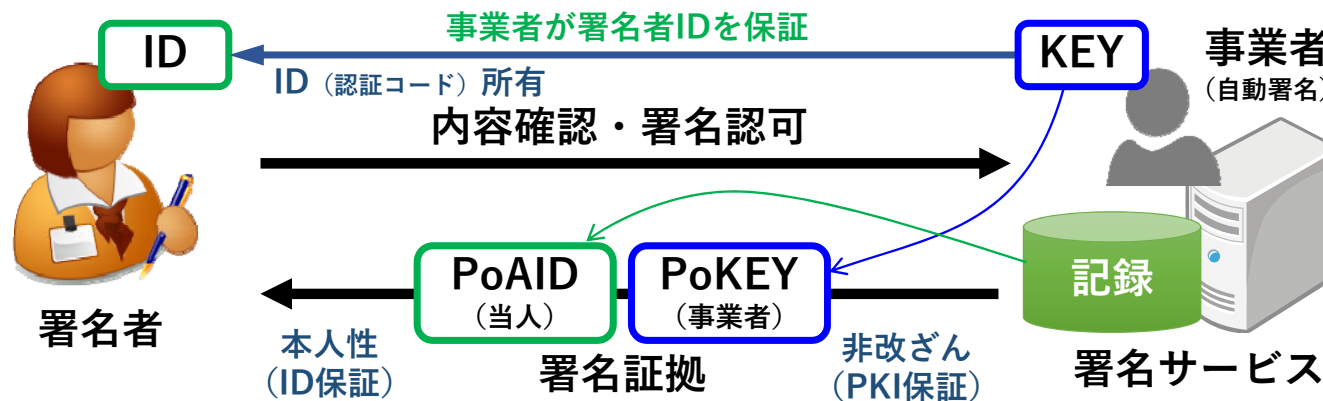 事業者が署名者IDを保証
ID
KEY
事業者
（自動署名）
ID（認証コード）所有
内容確認・署名認可
PoAID
（当人）
PoKEY
（事業者）
記録
署名者
本人性
（ID保証）
署名証拠
非改ざん
（PKI保証）
署名サービス